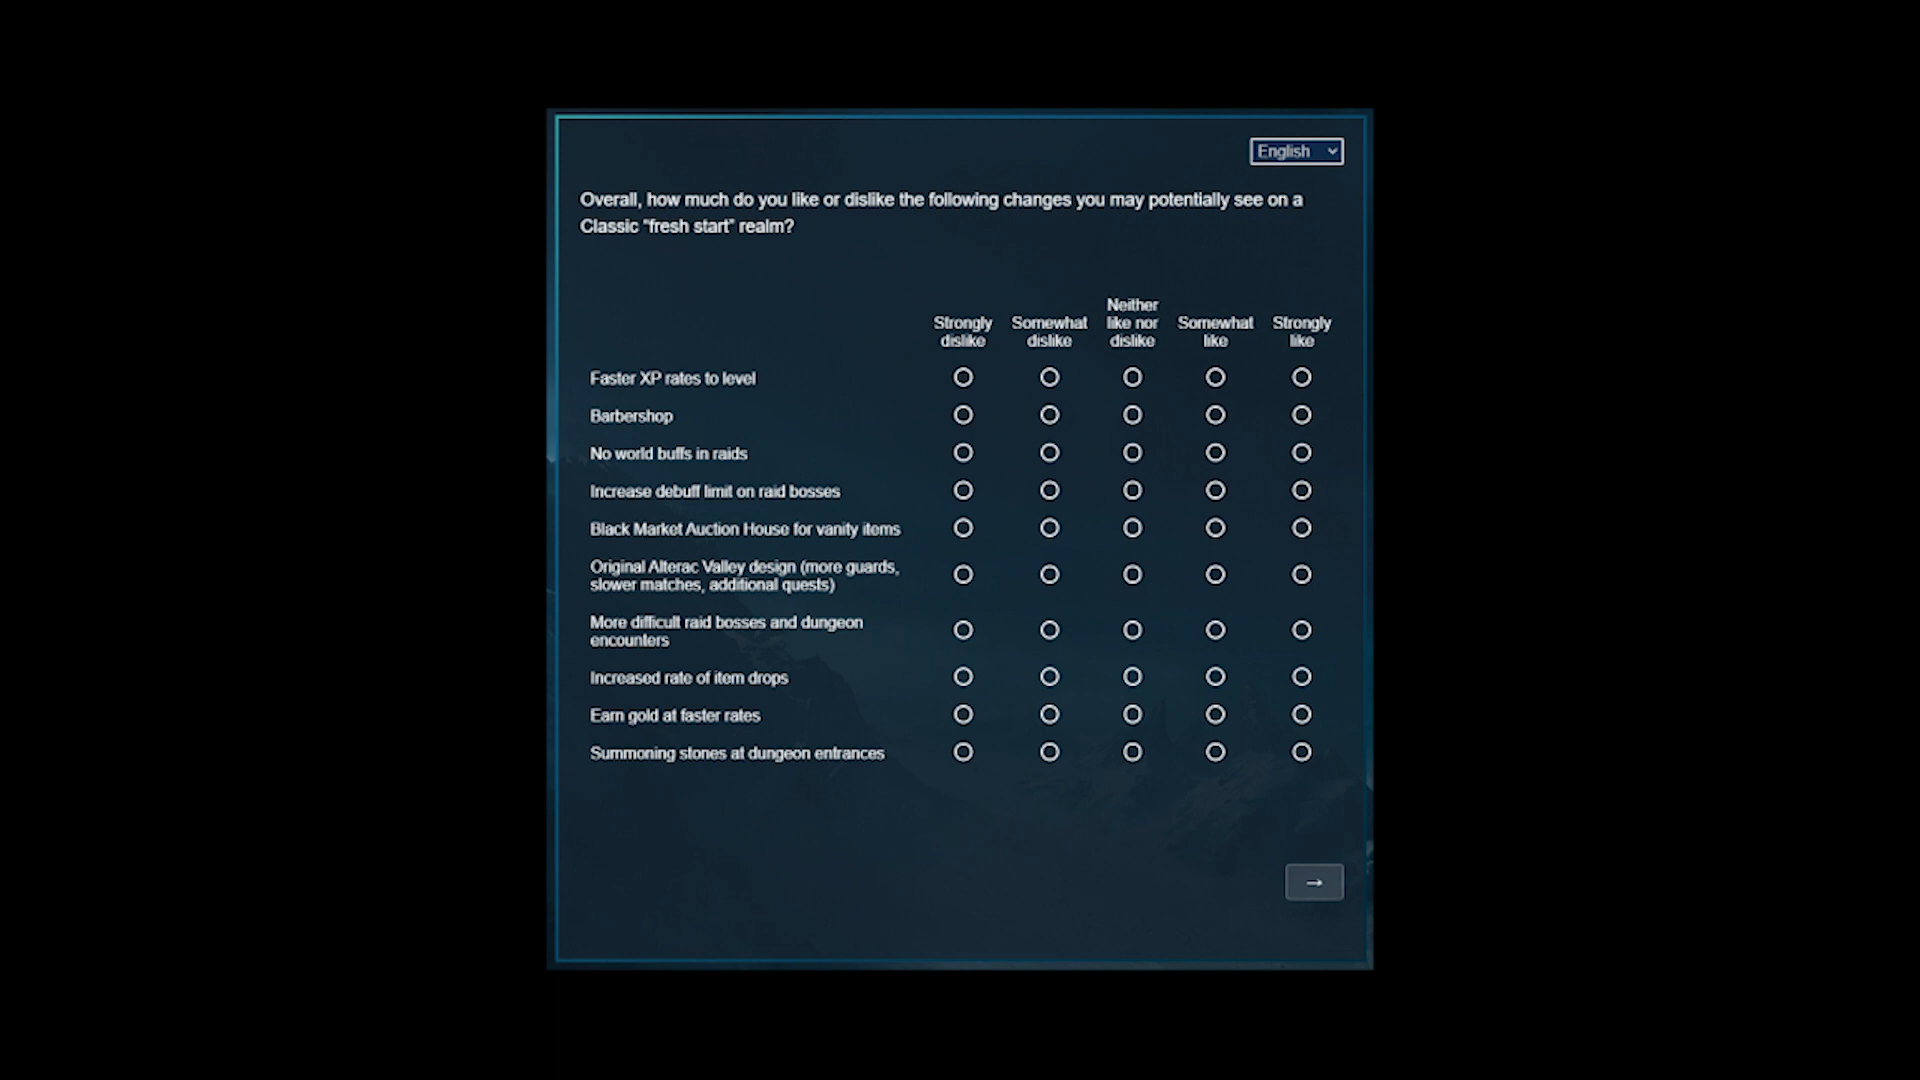 English
Overall, how much do you like or dislike the following changes you may potentially see on a
Classic "fresh start" realm?
Strongly dislike
Somewhat dislike
Neither like nor dislike
Somewhat like
Strongly like
Faster XP rates to level
Barbershop
No world buffs in raids
Increase debuff limit on raid bosses
Black Market Auction House for vanity items
Original Alterac Valley design (more guards,
slower matches, additional quests)
More difficult raid bosses and dungeon
encounters
Increased rate of item drops
Earn gold at faster rates
Summoning stones at dungeon entrances
→